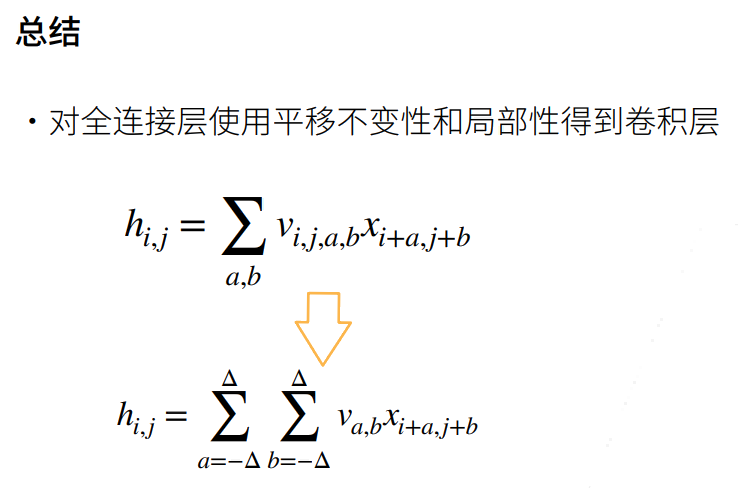 总结
• 对全连接层使用平移不变性和局部性得到卷积层
h_{i,j} = \sum_{a,b} v_{i,j,a,b} x_{i+a,j+b}
h_{i,j} = \sum_{a=-\Delta}^{\Delta} \sum_{b=-\Delta}^{\Delta} v_{a,b} x_{i+a,j+b}